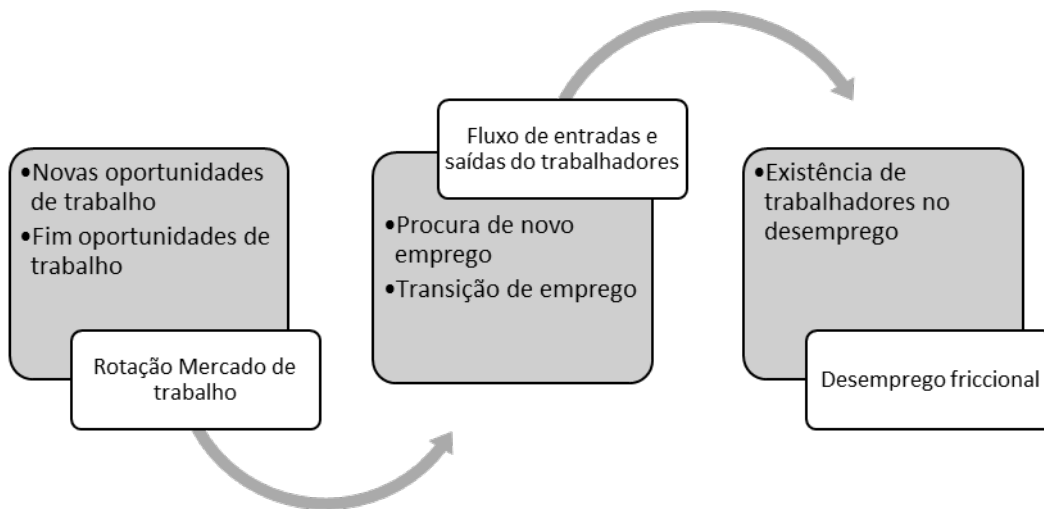 •Novas oportunidades
de trabalho
•Fim oportunidades de
trabalho
Rotação Mercado de
trabalho
Fluxo de entradas e
saídas do trabalhadores
•Procura de novo
emprego
•Transição de emprego
•Existência de
trabalhadores no
desemprego
Desemprego friccional